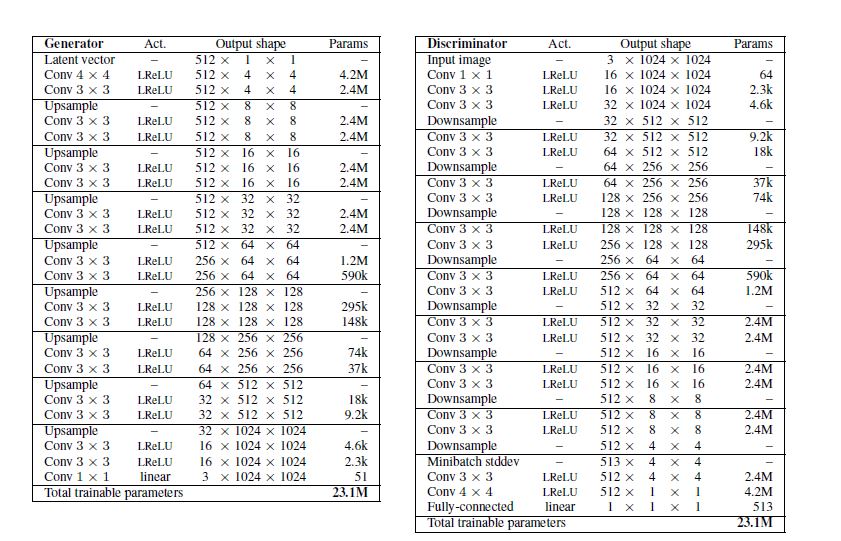 Generator Act. Output shape Params
Latent vector – 512 × 1 × 1 –
Conv 4 × 4 LReLU 512 × 4 × 4 4.2M
Conv 3 × 3 LReLU 512 × 4 × 4 2.4M
Upsample – 512 × 8 × 8 –
Conv 3 × 3 LReLU 512 × 8 × 8 2.4M
Conv 3 × 3 LReLU 512 × 8 × 8 2.4M
Upsample – 512 × 16 × 16 –
Conv 3 × 3 LReLU 512 × 16 × 16 2.4M
Conv 3 × 3 LReLU 512 × 16 × 16 2.4M
Upsample – 512 × 32 × 32 –
Conv 3 × 3 LReLU 512 × 32 × 32 2.4M
Conv 3 × 3 LReLU 512 × 32 × 32 2.4M
Upsample – 512 × 64 × 64 –
Conv 3 × 3 LReLU 256 × 64 × 64 1.2M
Conv 3 × 3 LReLU 256 × 64 × 64 590k
Upsample – 256 × 128 × 128 –
Conv 3 × 3 LReLU 128 × 128 × 128 295k
Conv 3 × 3 LReLU 128 × 128 × 128 148k
Upsample – 128 × 256 × 256 –
Conv 3 × 3 LReLU 64 × 256 × 256 74k
Conv 3 × 3 LReLU 64 × 256 × 256 37k
Upsample – 64 × 512 × 512 –
Conv 3 × 3 LReLU 32 × 512 × 512 18k
Conv 3 × 3 LReLU 32 × 512 × 512 9.2k
Upsample – 32 × 1024 × 1024 –
Conv 3 × 3 LReLU 16 × 1024 × 1024 4.6k
Conv 3 × 3 LReLU 16 × 1024 × 1024 2.3k
Conv 1 × 1 linear 3 × 1024 × 1024 51
Total trainable parameters 23.1M
Discriminator Act. Output shape Params
Input image – 3 × 1024 × 1024 –
Conv 1 × 1 LReLU 16 × 1024 × 1024 64
Conv 3 × 3 LReLU 16 × 1024 × 1024 2.3k
Conv 3 × 3 LReLU 32 × 1024 × 1024 4.6k
Downsample – 32 × 512 × 512 –
Conv 3 × 3 LReLU 32 × 512 × 512 9.2k
Conv 3 × 3 LReLU 64 × 512 × 512 18k
Downsample – 64 × 256 × 256 –
Conv 3 × 3 LReLU 64 × 256 × 256 37k
Conv 3 × 3 LReLU 128 × 256 × 256 74k
Downsample – 128 × 128 × 128 –
Conv 3 × 3 LReLU 128 × 128 × 128 148k
Conv 3 × 3 LReLU 256 × 128 × 128 295k
Downsample – 256 × 64 × 64 –
Conv 3 × 3 LReLU 256 × 64 × 64 590k
Conv 3 × 3 LReLU 512 × 64 × 64 1.2M
Downsample – 512 × 32 × 32 –
Conv 3 × 3 LReLU 512 × 32 × 32 2.4M
Conv 3 × 3 LReLU 512 × 32 × 32 2.4M
Downsample – 512 × 16 × 16 –
Conv 3 × 3 LReLU 512 × 16 × 16 2.4M
Conv 3 × 3 LReLU 512 × 16 × 16 2.4M
Downsample – 512 × 8 × 8 –
Conv 3 × 3 LReLU 512 × 8 × 8 2.4M
Conv 3 × 3 LReLU 512 × 8 × 8 2.4M
Downsample – 512 × 4 × 4 –
Minibatch stddev – 513 × 4 × 4 –
Conv 3 × 3 LReLU 512 × 4 × 4 2.4M
Conv 4 × 4 LReLU 512 × 1 × 1 4.2M
Fully-connected linear 1 × 1 × 1 513
Total trainable parameters 23.1M